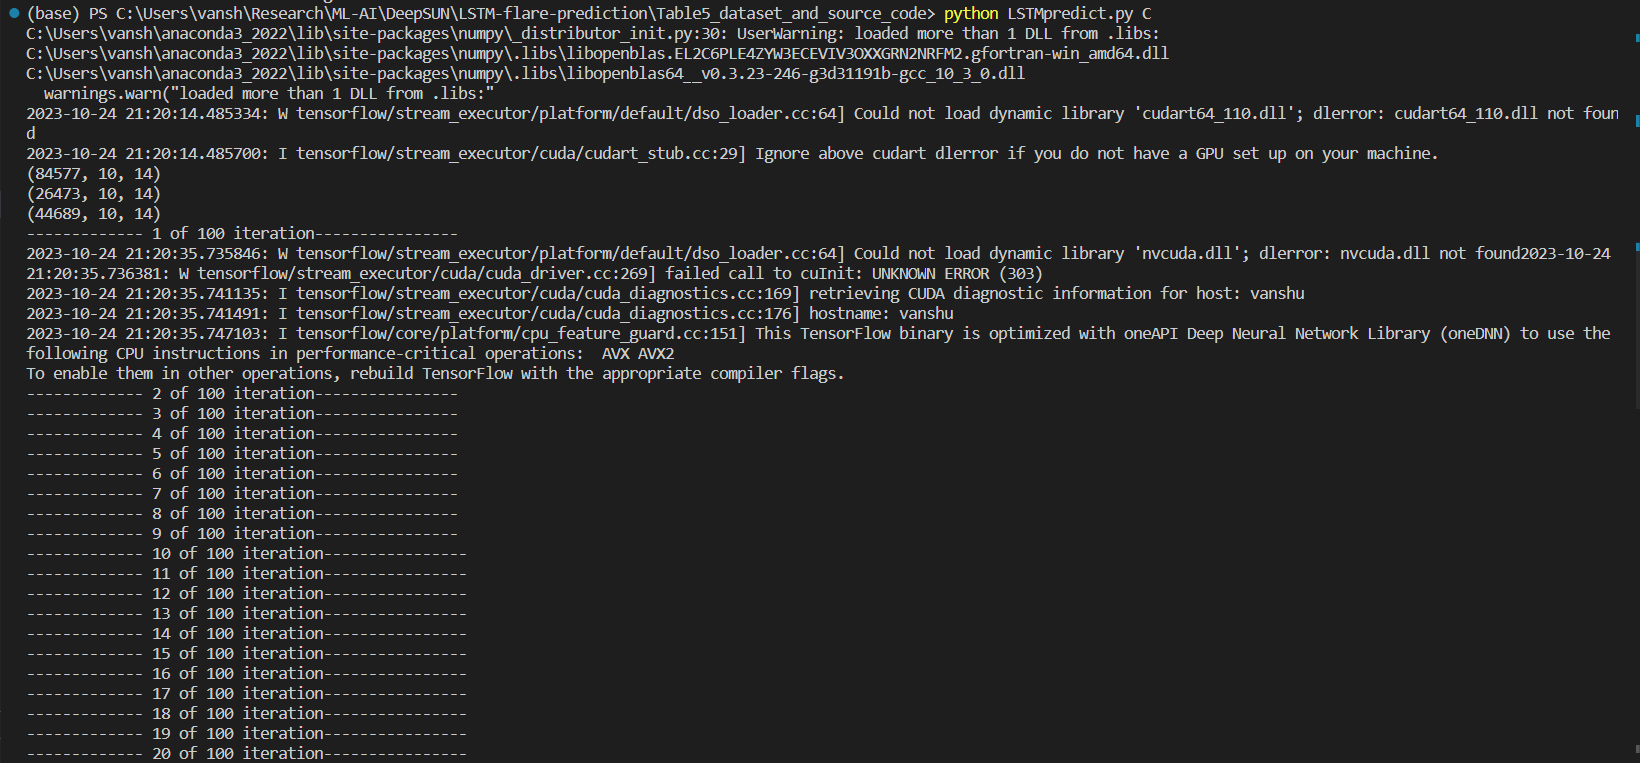 (base) PS C:\Users\vansh\Research\ML-AI\DeepSUN\LSTM-flare-prediction\Table5_dataset_and_source_code> python LSTMpredict.py C
C:\Users\vansh\anaconda3_2022\lib\site-packages\numpy\_distributor_init.py:30: UserWarning: loaded more than 1 DLL from .libs:
C:\Users\vansh\anaconda3_2022\lib\site-packages\numpy\.libs\libopenblas.EL2C6PLE4ZYW3ECEVIV3OXXGRN2NRFM2.gfortran-win_amd64.dll
C:\Users\vansh\anaconda3_2022\lib\site-packages\numpy\.libs\libopenblas64__v0.3.23-246-g3d31191b-gcc_10_3_0.dll
  warnings.warn("loaded more than 1 DLL from .libs:"
2023-10-24 21:20:14.485334: W tensorflow/stream_executor/platform/default/dso_loader.cc:64] Could not load dynamic library 'cudart64_110.dll'; dlerror: cudart64_110.dll not foun
d
2023-10-24 21:20:14.485700: I tensorflow/stream_executor/cuda/cudart_stub.cc:29] Ignore above cudart dlerror if you do not have a GPU set up on your machine.
(84577, 10, 14)
(26473, 10, 14)
(44689, 10, 14)
------------- 1 of 100 iteration----------------
2023-10-24 21:20:35.735846: W tensorflow/stream_executor/platform/default/dso_loader.cc:64] Could not load dynamic library 'nvcuda.dll'; dlerror: nvcuda.dll not found2023-10-24
21:20:35.736381: W tensorflow/stream_executor/cuda/cuda_driver.cc:269] failed call to cuInit: UNKNOWN ERROR (303)
2023-10-24 21:20:35.741135: I tensorflow/stream_executor/cuda/cuda_diagnostics.cc:169] retrieving CUDA diagnostic information for host: vanshu
2023-10-24 21:20:35.741491: I tensorflow/stream_executor/cuda/cuda_diagnostics.cc:176] hostname: vanshu
2023-10-24 21:20:35.747103: I tensorflow/core/platform/cpu_feature_guard.cc:151] This TensorFlow binary is optimized with oneAPI Deep Neural Network Library (oneDNN) to use the
following CPU instructions in performance-critical operations:  AVX AVX2
To enable them in other operations, rebuild TensorFlow with the appropriate compiler flags.
------------- 2 of 100 iteration----------------
------------- 3 of 100 iteration----------------
------------- 4 of 100 iteration----------------
------------- 5 of 100 iteration----------------
------------- 6 of 100 iteration----------------
------------- 7 of 100 iteration----------------
------------- 8 of 100 iteration----------------
------------- 9 of 100 iteration----------------
------------- 10 of 100 iteration----------------
------------- 11 of 100 iteration----------------
------------- 12 of 100 iteration----------------
------------- 13 of 100 iteration----------------
------------- 14 of 100 iteration----------------
------------- 15 of 100 iteration----------------
------------- 16 of 100 iteration----------------
------------- 17 of 100 iteration----------------
------------- 18 of 100 iteration----------------
------------- 19 of 100 iteration----------------
------------- 20 of 100 iteration----------------